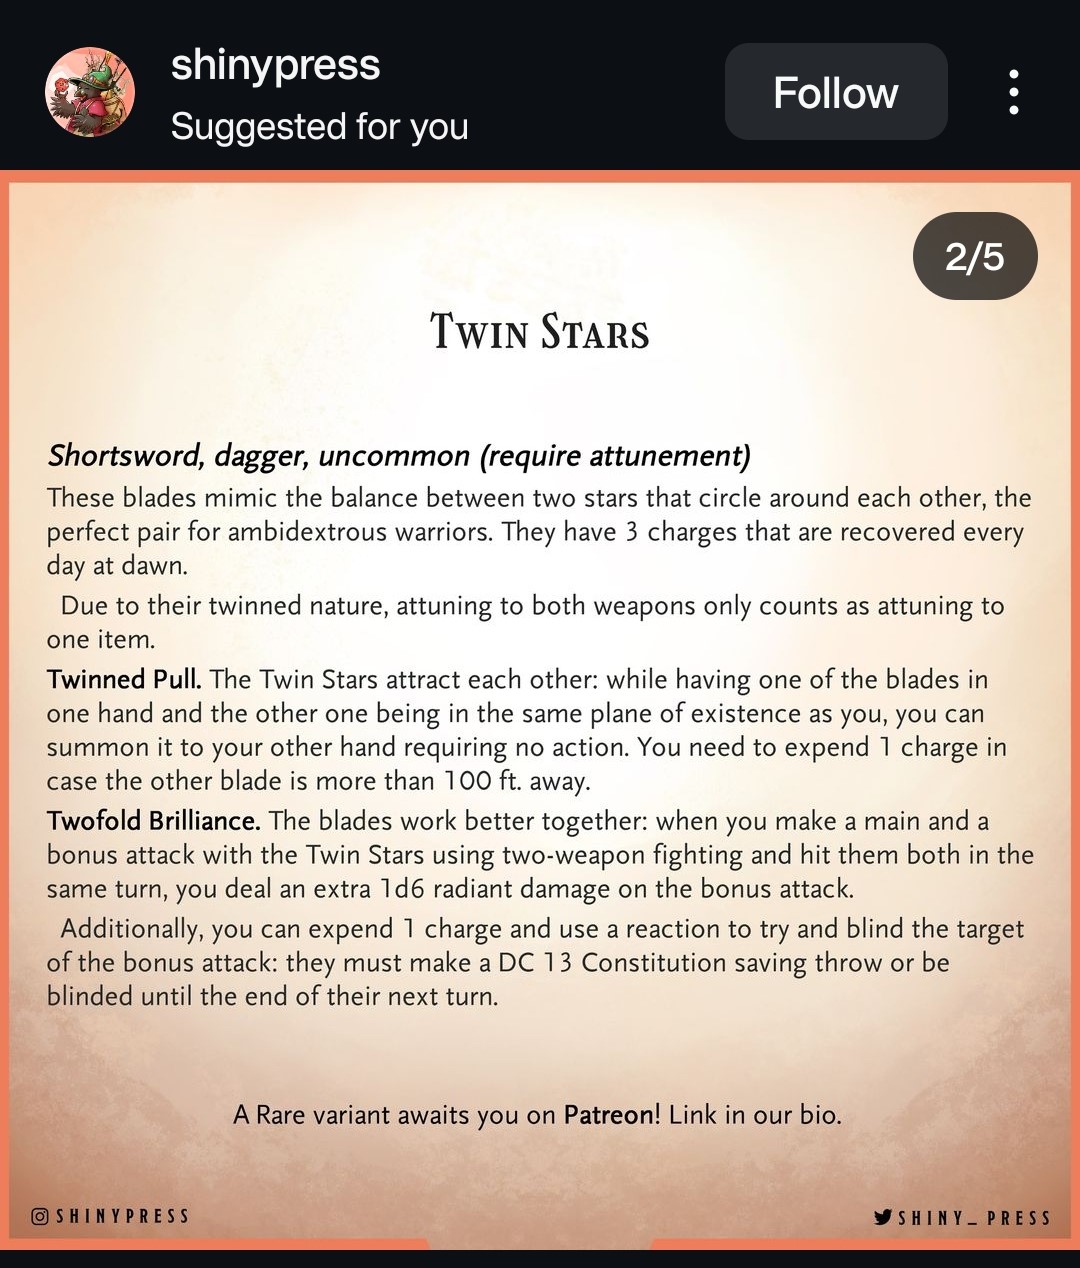 shinypress
Suggested for you
Follow
2/5
Twin Stars
Shortsword, dagger, uncommon (require attunement)
These blades mimic the balance between two stars that circle around each other, the
perfect pair for ambidextrous warriors. They have 3 charges that are recovered every
day at dawn.
Due to their twinned nature, attuning to both weapons only counts as attuning to
one item.
Twinned Pull. The Twin Stars attract each other: while having one of the blades in
one hand and the other one being in the same plane of existence as you, you can
summon it to your other hand requiring no action. You need to expend 1 charge in
case the other blade is more than 100 ft. away.
Twofold Brilliance. The blades work better together: when you make a main and a
bonus attack with the Twin Stars using two-weapon fighting and hit them both in the
same turn, you deal an extra 1d6 radiant damage on the bonus attack.
Additionally, you can expend 1 charge and use a reaction to try and blind the target
of the bonus attack: they must make a DC 13 Constitution saving throw or be
blinded until the end of their next turn.
A Rare variant awaits you on Patreon! Link in our bio.
SHINYPRESS
SHINY_PRESS